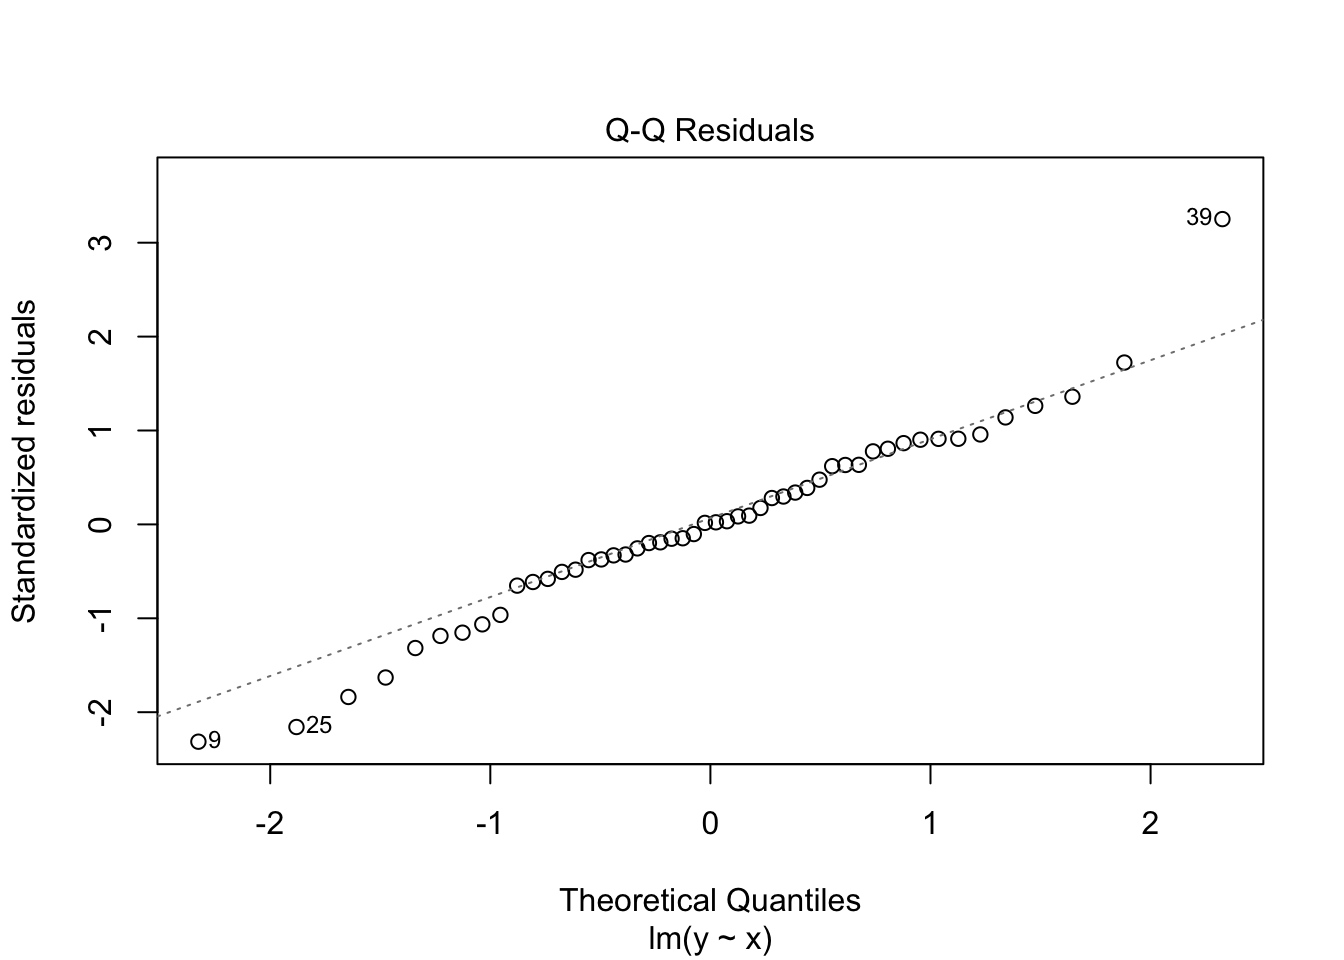 Q-Q Residuals
Standardized residuals
3
2
1
0
-1
-2
39
25
9
-2 -1 0 1 2
Theoretical Quantiles
lm(y ~ x)